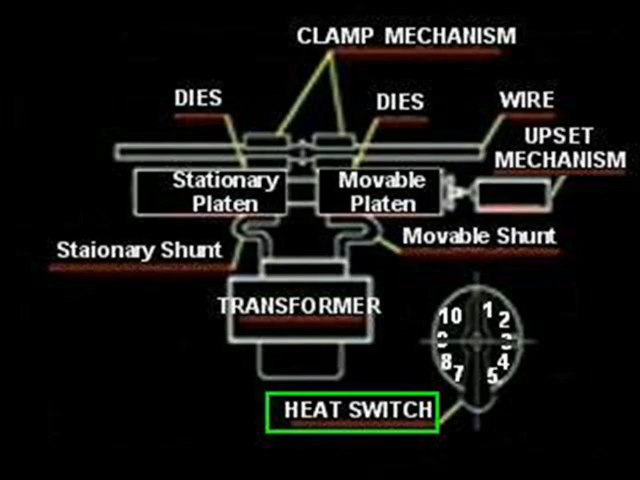 CLAMP MECHANISM
DIES
DIES
WIRE
UPSET
MECHANISM
Stationary
Platen
Movable
Platen
Staionary Shunt
Movable Shunt
TRANSFORMER
10
1
2
3
8
4
7
5
HEAT SWITCH